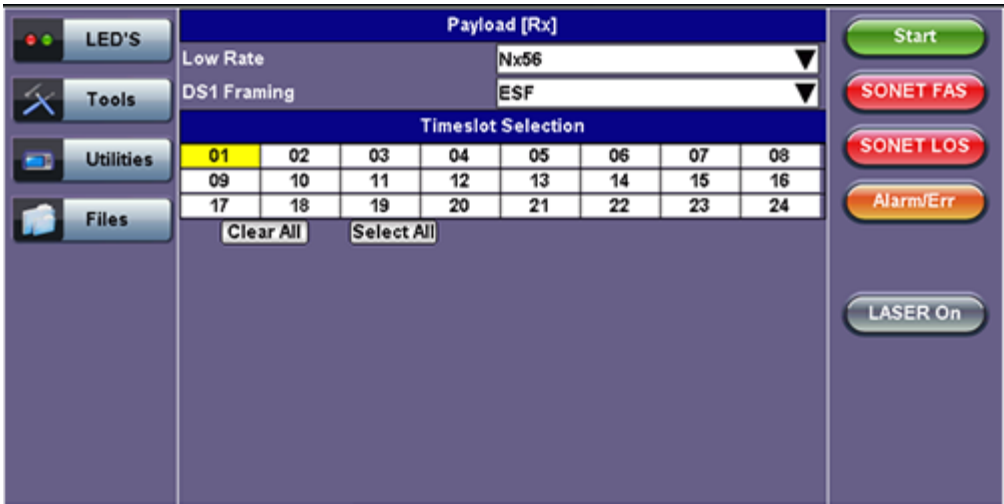 LED'S
Tools
Utilities
Files
Payload [Rx]
Low Rate Nx56
DS1 Framing ESF
Timeslot Selection
01 02 03 04 05 06 07 08
09 10 11 12 13 14 15 16
17 18 19 20 21 22 23 24
Clear All Select All
Start
SONET FAS
SONET LOS
Alarm/Err
LASER On